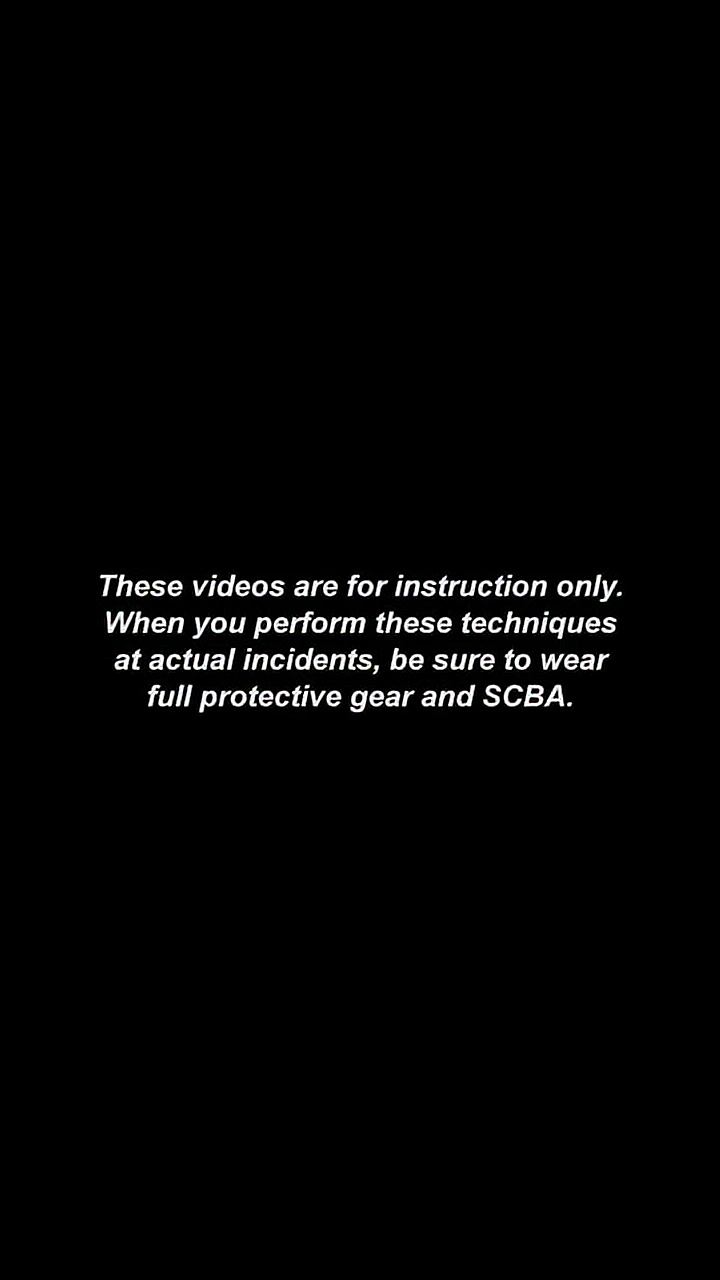 These videos are for instruction only.
When you perform these techniques
at actual incidents, be sure to wear
full protective gear and SCBA.